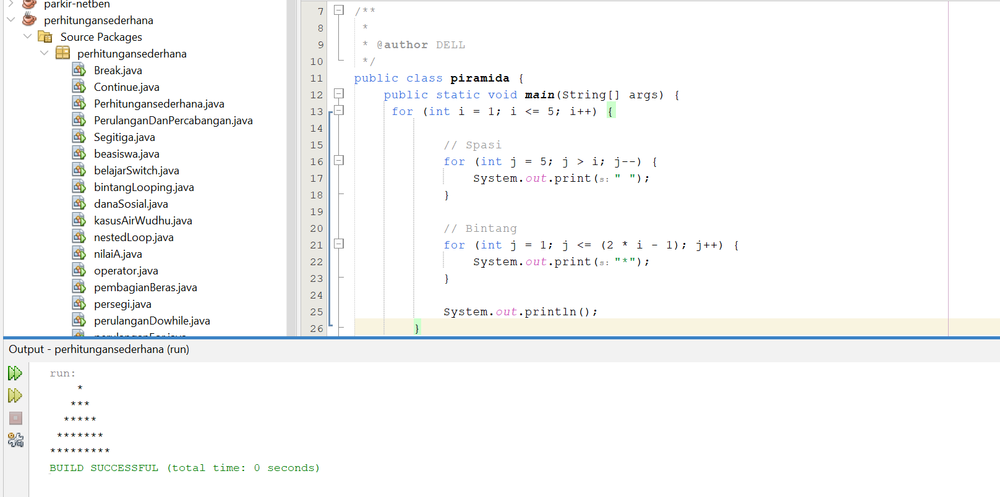 parkir-netben
perhitungansederhana
Source Packages
perhitungansederhana
Break.java
Continue.java
Perhitungansederhana.java
PerulanganDanPercabangan.java
Segitiga.java
beasiswa.java
belajarSwitch.java
bintangLooping.java
danaSosial.java
kasusAirWudhu.java
nestedLoop.java
nilaiA.java
operator.java
pembagianBeras.java
persegi.java
perulanganDowhile.java
7 /**
8 *
9 * @author DELL
10 */
11 public class piramida {
12 public static void main(String[] args) {
13 for (int i = 1; i <= 5; i++) {
14
15 // Spasi
16 for (int j = 5; j > i; j--) {
17 System.out.print(s: " ");
18 }
19
20 // Bintang
21 for (int j = 1; j <= (2 * i - 1); j++) {
22 System.out.print(s: "*");
23 }
24
25 System.out.println();
26 }
Output - perhitungansederhana (run)
run:
    *
   ***
  *****
 *******
*********
BUILD SUCCESSFUL (total time: 0 seconds)